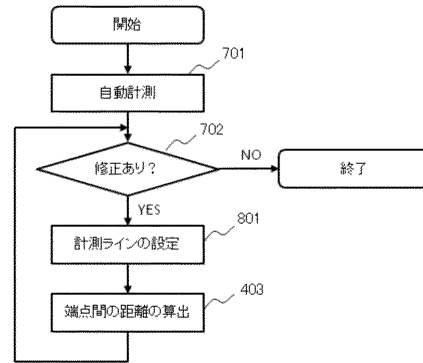 開始
701
自動計測
702
修正あり?
NO
終了
YES
801
計測ラインの設定
403
端点間の距離の算出